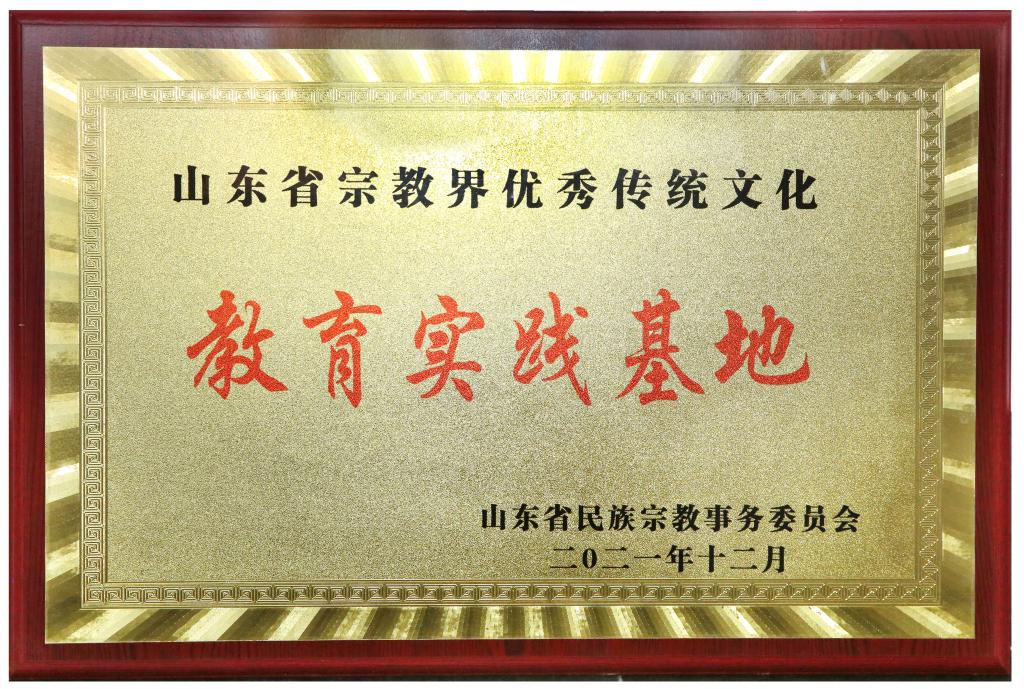 山东省宗教界优秀传统文化
教育实践基地
山东省民族宗教事务委员会
二0二一年十二月